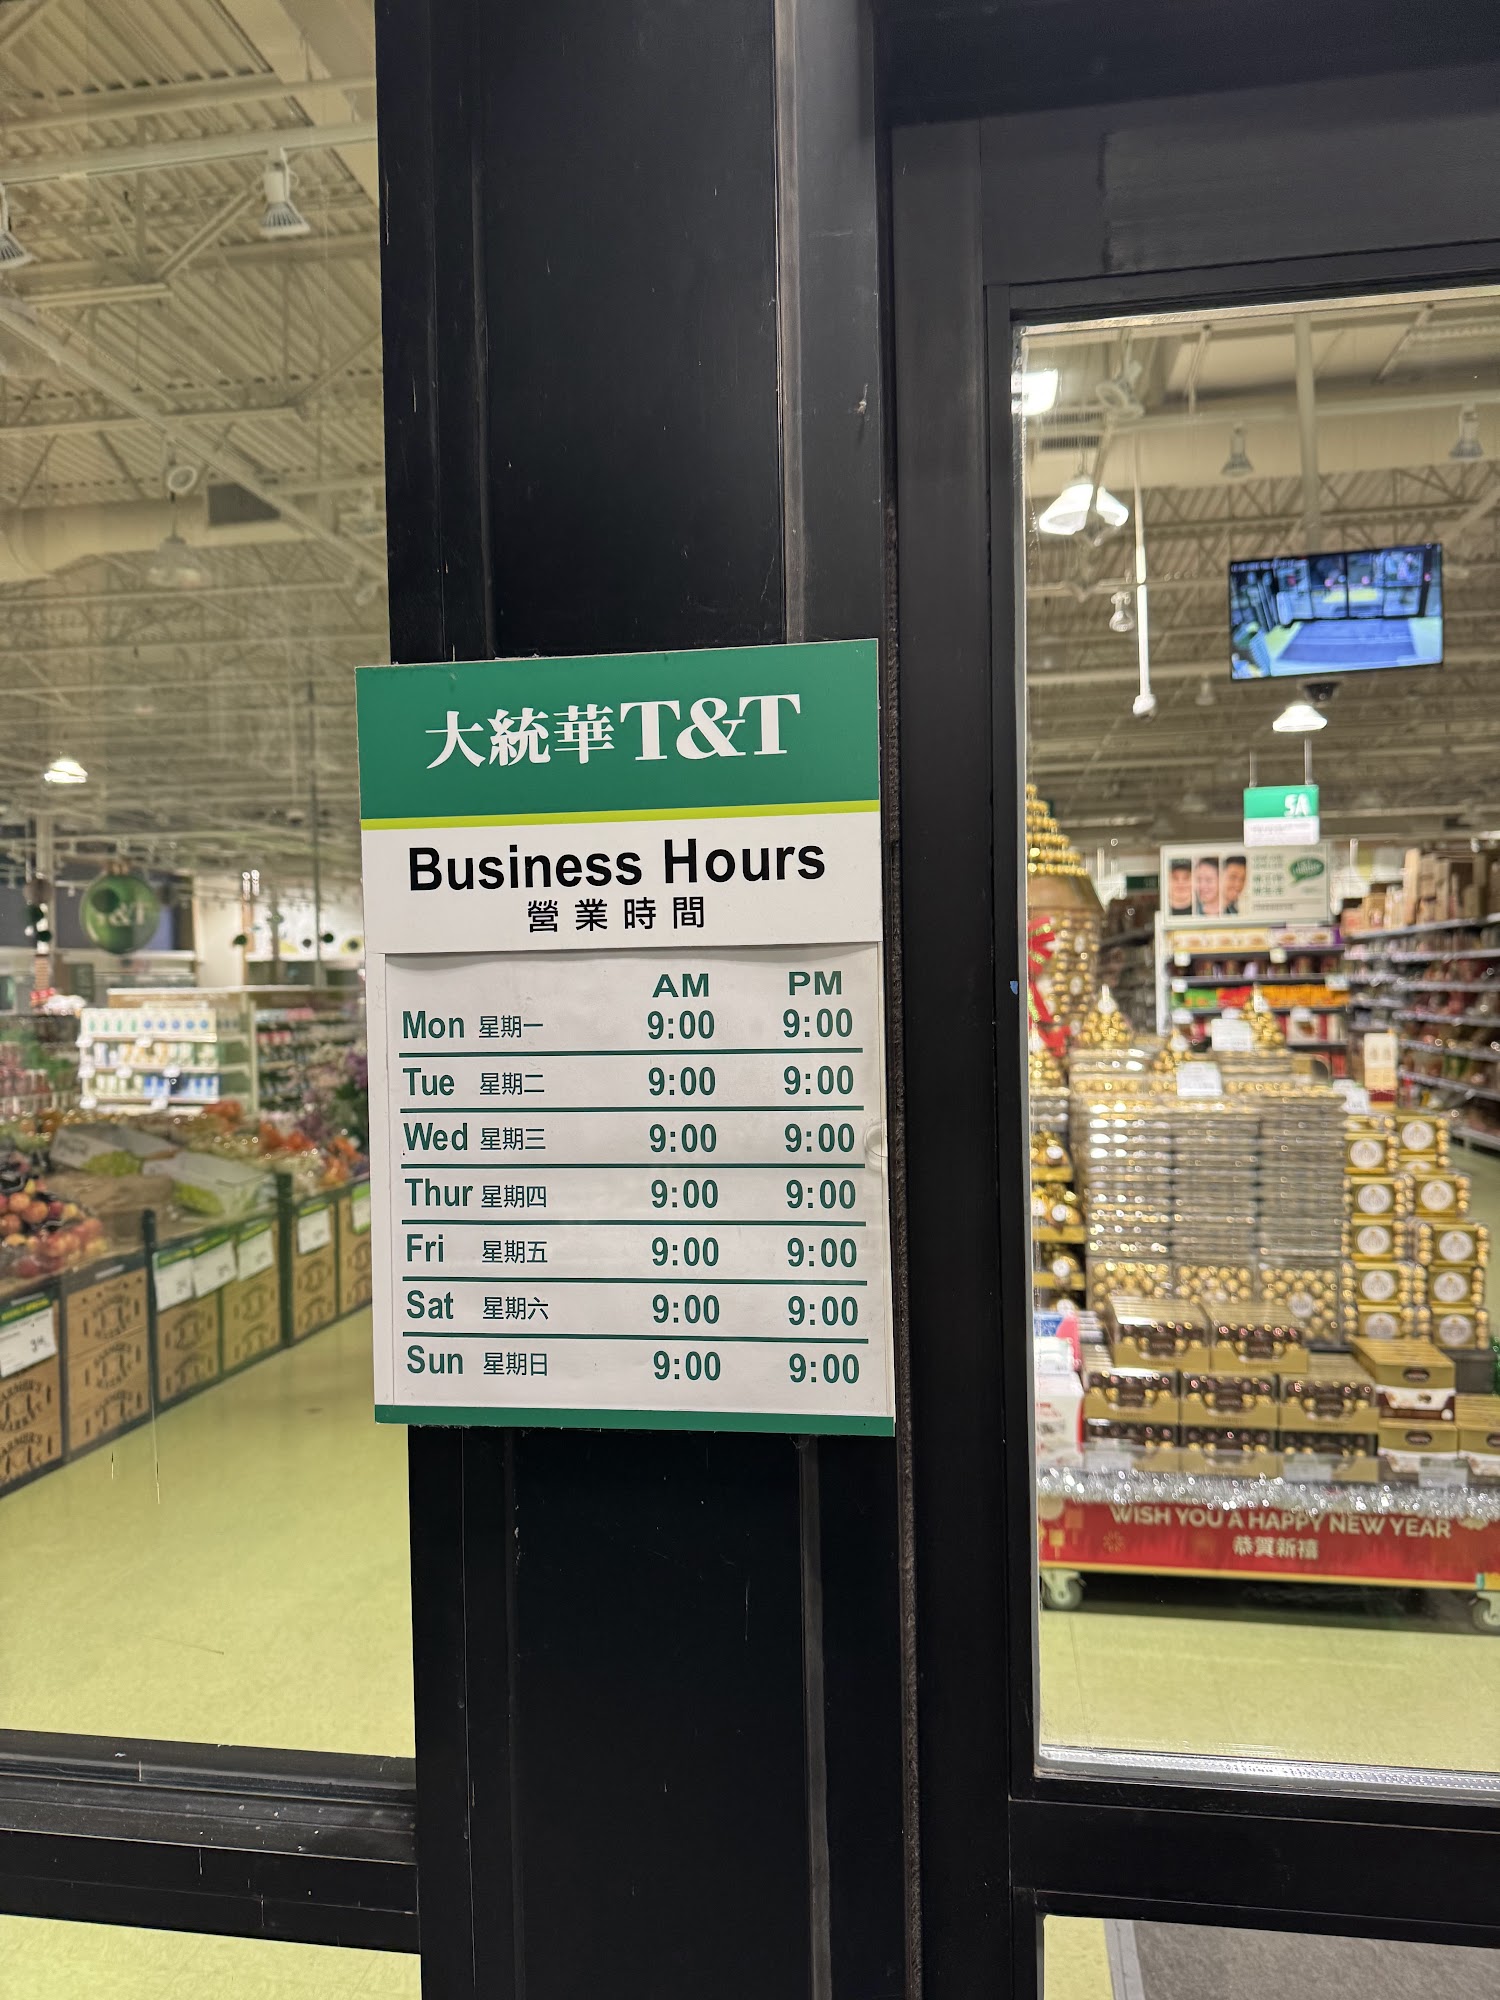 大統華T&T
Business Hours
營業時間
AM PM
Mon 星期一 9:00 9:00
Tue 星期二 9:00 9:00
Wed 星期三 9:00 9:00
Thur 星期四 9:00 9:00
Fri 星期五 9:00 9:00
Sat 星期六 9:00 9:00
Sun 星期日 9:00 9:00
5A
T&T
WISH YOU A HAPPY NEW YEAR
恭賀新禧
FARMER'S
MARKET